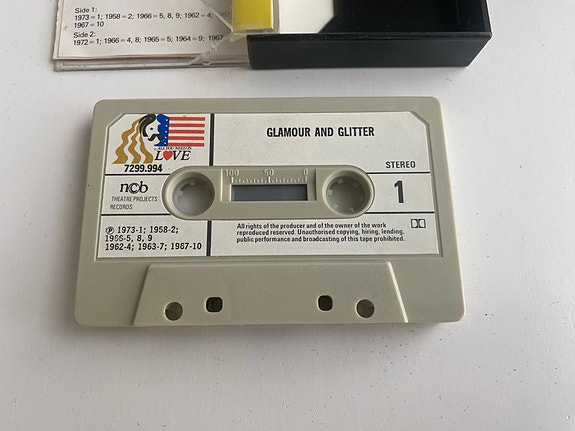 Side 1:
1973 = 1; 1958 = 2; 1966 = 5, 8, 9; 1962 = 4;
1967 = 10
Side 2:
1972 = 1; 1966 = 4, 8; 1965 = 5; 1964 = 9; 1967
ALL YOU NEED IS
LOVE
7299.994
GLAMOUR AND GLITTER
100 50 0
STEREO
1
ncb
THEATRE PROJECTS
RECORDS
Ⓟ 1973-1; 1958-2;
1966-5, 8, 9
1962-4; 1963-7; 1967-10
All rights of the producer and of the owner of the work
reproduced reserved. Unauthorised copying, hiring, lending,
public performance and broadcasting of this tape prohibited.